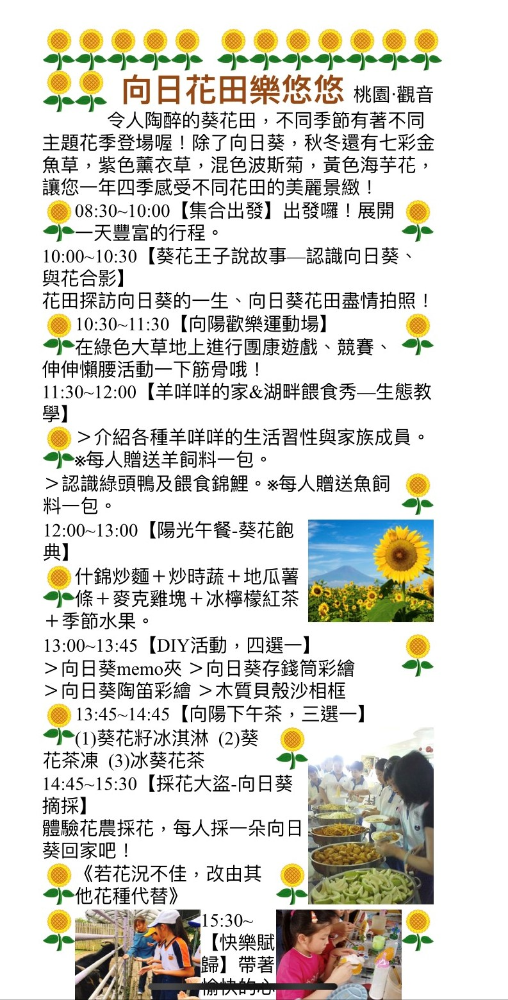 向日花田樂悠悠 桃園·觀音
令人陶醉的葵花田，不同季節有著不同
主題花季登場喔！除了向日葵，秋冬還有七彩金
魚草，紫色薰衣草，混色波斯菊，黃色海芋花，
讓您一年四季感受不同花田的美麗景緻！
08:30~10:00【集合出發】出發囉！展開
一天豐富的行程。
10:00~10:30【葵花王子說故事—認識向日葵、
與花合影】
花田探訪向日葵的一生、向日葵花田盡情拍照！
10:30~11:30【向陽歡樂運動場】
在綠色大草地上進行團康遊戲、競賽、
伸伸懶腰活動一下筋骨哦！
11:30~12:00【羊咩咩的家&湖畔餵食秀—生態教
學】
＞介紹各種羊咩咩的生活習性與家族成員。
※每人贈送羊飼料一包。
＞認識綠頭鴨及餵食錦鯉。※每人贈送魚飼
料一包。
12:00~13:00【陽光午餐-葵花飽
典】
什錦炒麵＋炒時蔬＋地瓜薯
條＋麥克雞塊＋冰檸檬紅茶
＋季節水果。
13:00~13:45【DIY活動，四選一】
＞向日葵memo夾 ＞向日葵存錢筒彩繪
＞向日葵陶笛彩繪 ＞木質貝殼沙相框
13:45~14:45【向陽下午茶，三選一】
(1)葵花籽冰淇淋 (2)葵
花茶凍 (3)冰葵花茶
14:45~15:30【採花大盜-向日葵
摘採】
體驗花農採花，每人採一朵向日
葵回家吧！
《若花況不佳，改由其
他花種代替》
15:30~
【快樂賦
歸】帶著
愉快的心